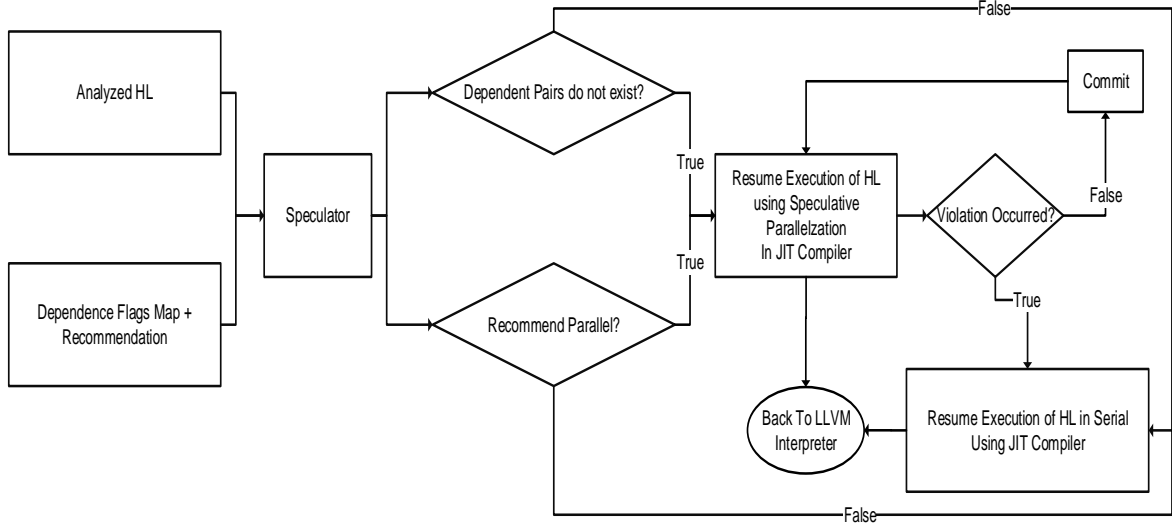 False
Analyzed HL
Commit
Dependent Pairs do not exist?
True
Resume Execution of HL
using Speculative
Parallelzation
In JIT Compiler
False
Speculator
Violation Occurred?
True
True
Dependence Flags Map +
Recommendation
Recommend Parallel?
Back To LLVM
Interpreter
Resume Execution of HL in Serial
Using JIT Compiler
False